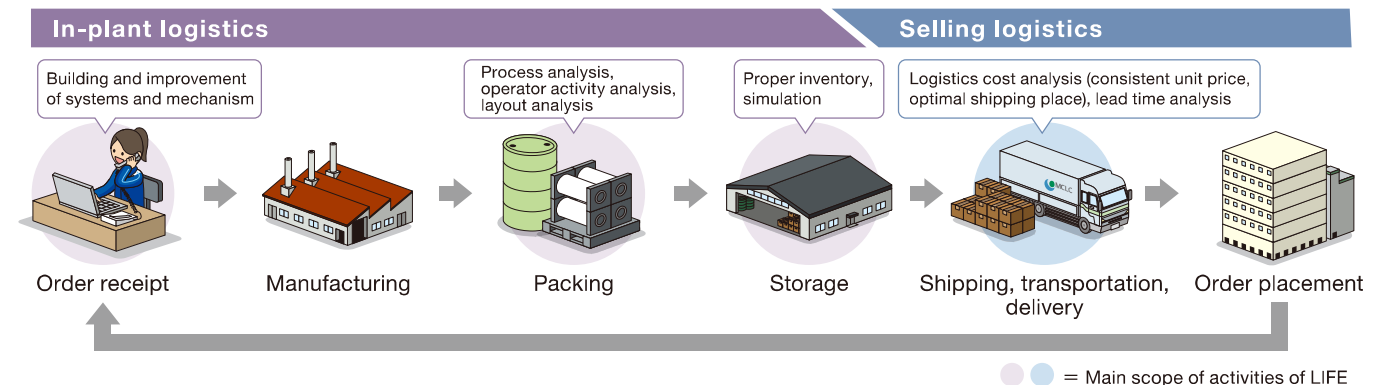 In-plant logistics
Selling logistics
Building and improvement
of systems and mechanism
Process analysis,
operator activity analysis,
layout analysis
Proper inventory,
simulation
Logistics cost analysis (consistent unit price,
optimal shipping place), lead time analysis
MCLC
Order receipt
Manufacturing
Packing
Storage
Shipping, transportation,
delivery
Order placement
= Main scope of activities of LIFE